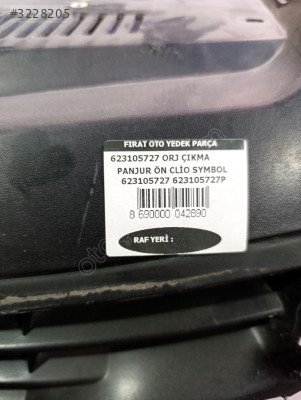 #3228205
FIRAT OTO YEDEK PARÇA
623105727 ORJ ÇIKMA
PANJUR ÖN CLİO SYMBOL
623105727 623105727P
8 690000 042890
RAF YERİ :